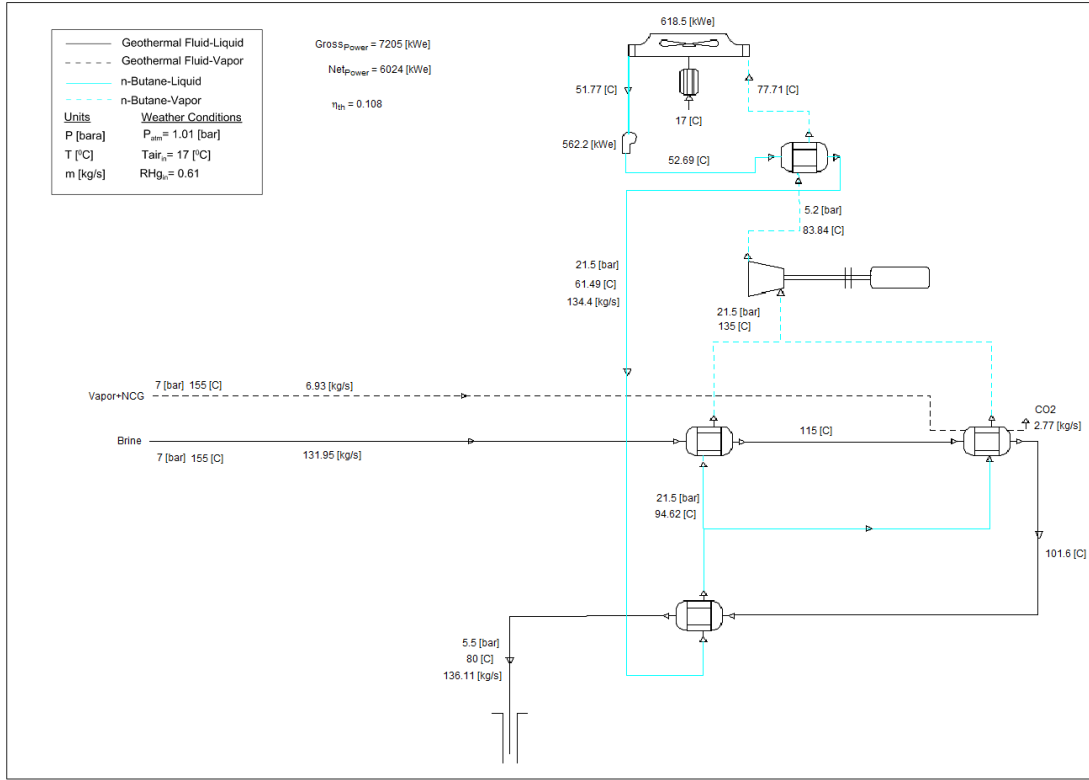 Geothermal Fluid-Liquid
Geothermal Fluid-Vapor
n-Butane-Liquid
n-Butane-Vapor
Units Weather Conditions
P [bara] Patm= 1.01 [bar]
T [⁰C] Tairin= 17 [⁰C]
m [kg/s] RHgin= 0.61
GrossPower = 7205 [kWe]
NetPower = 6024 [kWe]
ηth = 0.108
618.5 [kWe]
51.77 [C]
77.71 [C]
17 [C]
562.2 [kWe]
52.69 [C]
5.2 [bar]
83.84 [C]
21.5 [bar]
61.49 [C]
134.4 [kg/s]
21.5 [bar]
135 [C]
Vapor+NCG
7 [bar] 155 [C]
6.93 [kg/s]
CO2
2.77 [kg/s]
Brine
7 [bar] 155 [C]
131.95 [kg/s]
115 [C]
21.5 [bar]
94.62 [C]
101.6 [C]
5.5 [bar]
80 [C]
136.11 [kg/s]